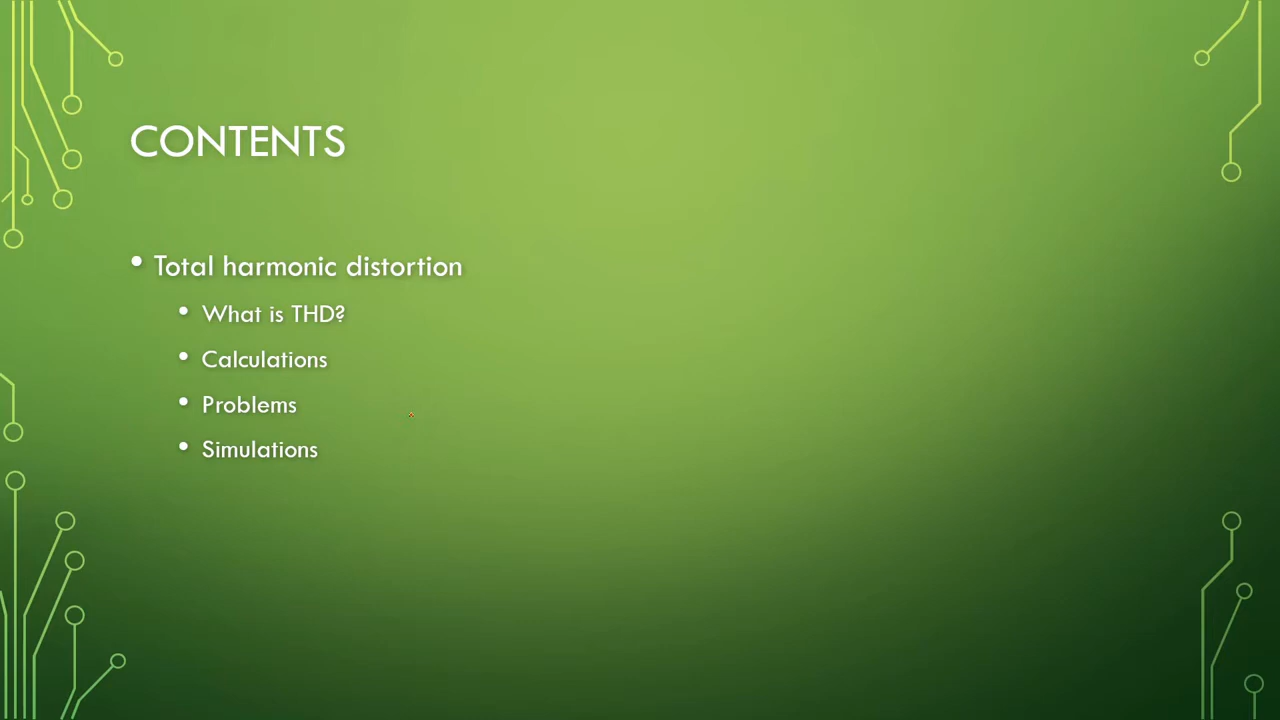 CONTENTS
• Total harmonic distortion
• What is THD?
• Calculations
• Problems
• Simulations